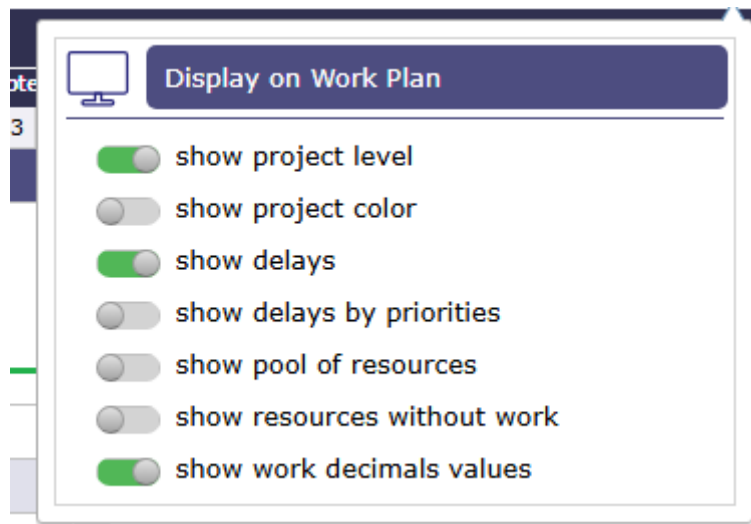 Display on Work Plan
3
show project level
show project color
show delays
show delays by priorities
show pool of resources
show resources without work
show work decimals values